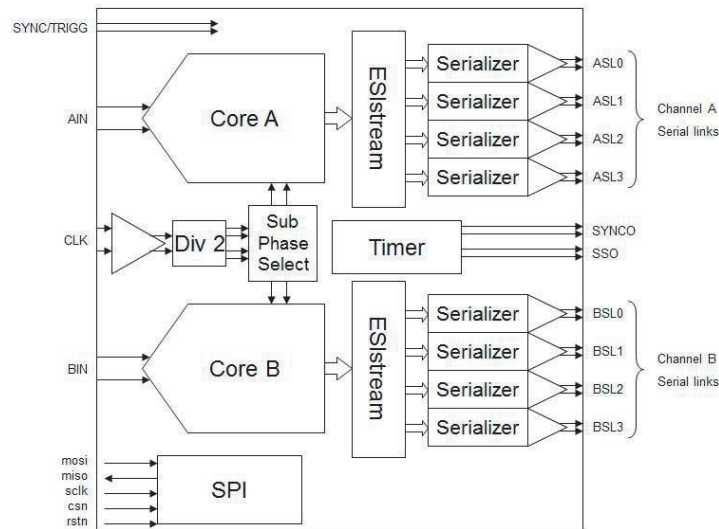 SYNC/TRIGG
AIN
Core A
ESIstream
Serializer
Serializer
Serializer
Serializer
ASL0
ASL1
ASL2
ASL3
Channel A
Serial links
CLK
Div 2
Sub
Phase
Select
Timer
SYNCO
SSO
BIN
Core B
ESIstream
Serializer
Serializer
Serializer
Serializer
BSL0
BSL1
BSL2
BSL3
Channel B
Serial links
mosi
miso
sclk
csn
rstn
SPI